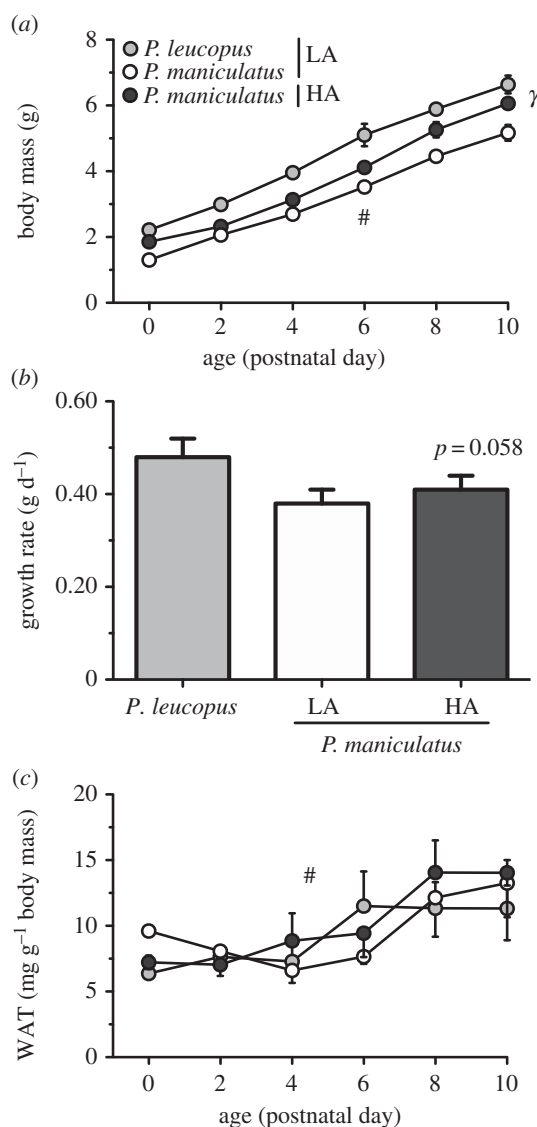 (a)
8
6
4
2
0
body mass (g)
P. leucopus
P. maniculatus
LA
P. maniculatus
HA
γ
#
0 2 4 6 8 10
age (postnatal day)
(b)
0.60
0.40
0.20
0
growth rate (g d⁻¹)
p = 0.058
P. leucopus
LA
HA
P. maniculatus
(c)
20
15
10
5
0
WAT (mg g⁻¹ body mass)
#
0 2 4 6 8 10
age (postnatal day)